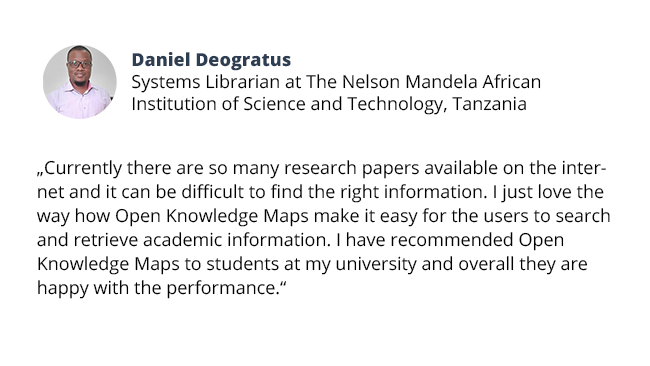 Daniel Deogratus
Systems Librarian at The Nelson Mandela African
Institution of Science and Technology, Tanzania
„Currently there are so many research papers available on the inter-
net and it can be difficult to find the right information. I just love the
way how Open Knowledge Maps make it easy for the users to search
and retrieve academic information. I have recommended Open
Knowledge Maps to students at my university and overall they are
happy with the performance.“